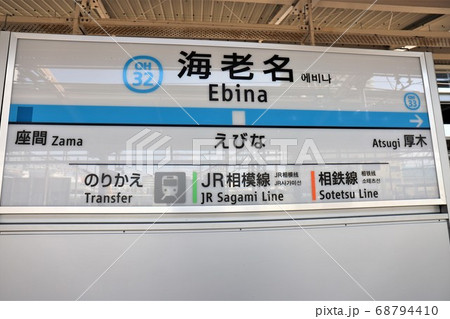 OH
32
海老名 에비나
Ebina
33
座間 Zama
えびな
Atsugi 厚木
のりかえ
Transfer
JR相模線
JR Sagami Line
相鉄線
Sotetsu Line
68794410